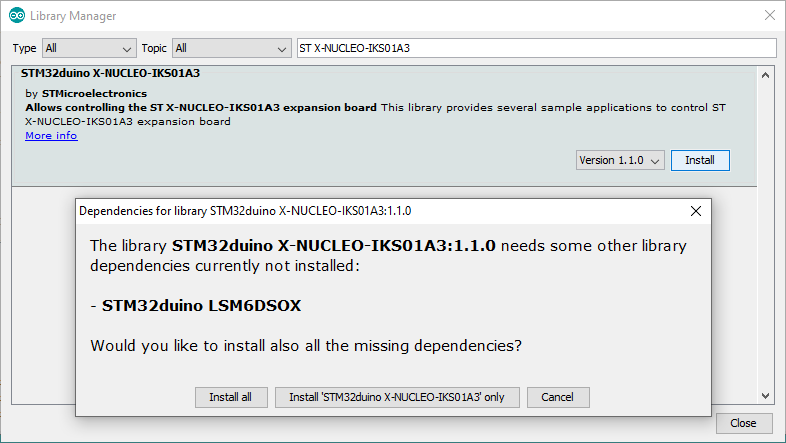 Library Manager
Type All Topic All ST X-NUCLEO-IKS01A3
STM32duino X-NUCLEO-IKS01A3
by STMicroelectronics
Allows controlling the ST X-NUCLEO-IKS01A3 expansion board This library provides several sample applications to control ST
X-NUCLEO-IKS01A3 expansion board
More info
Version 1.1.0 Install
Dependencies for library STM32duino X-NUCLEO-IKS01A3:1.1.0
The library STM32duino X-NUCLEO-IKS01A3:1.1.0 needs some other library
dependencies currently not installed:
- STM32duino LSM6DSOX
Would you like to install also all the missing dependencies?
Install all Install 'STM32duino X-NUCLEO-IKS01A3' only Cancel
Close